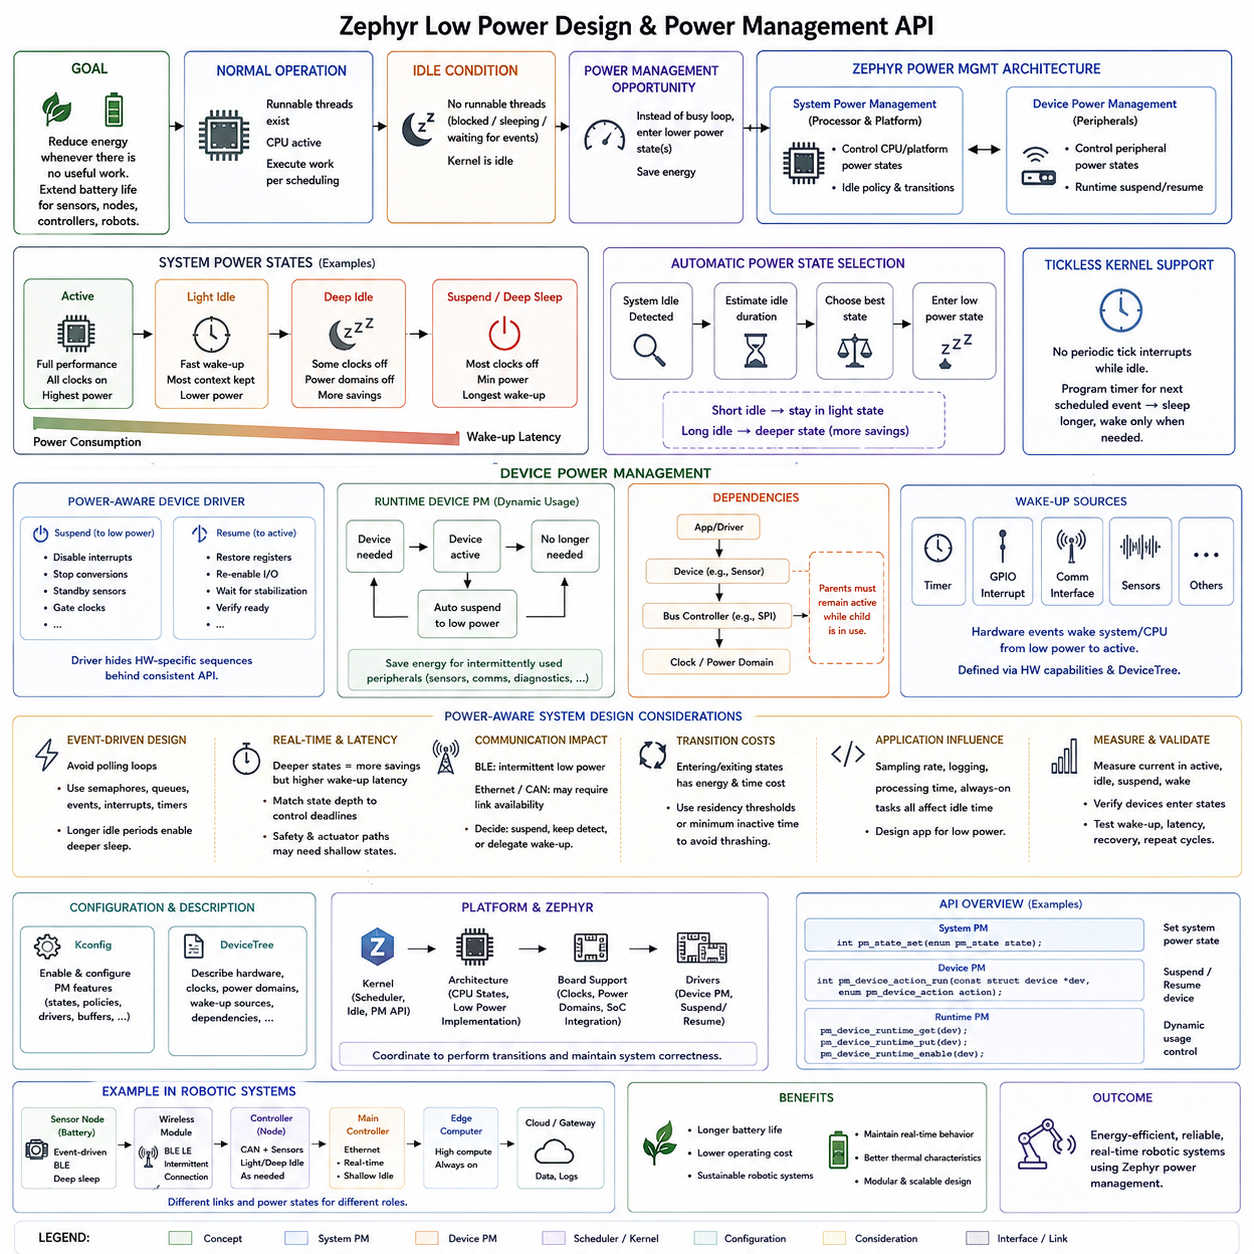 Zephyr Low Power Design & Power Management API
GOAL
Reduce energy
whenever there is
no useful work.
Extend battery life
for sensors, nodes,
controllers, robots.
NORMAL OPERATION
Runnable threads
exist
CPU active
Execute work
per scheduling
IDLE CONDITION
z z
No runnable threads
(blocked / sleeping /
waiting for events)
Kernel is idle
POWER MANAGEMENT
OPPORTUNITY
Instead of busy loop,
enter lower power
state(s)
Save energy
ZEPHYR POWER MGMT ARCHITECTURE
System Power Management
(Processor & Platform)
• Control CPU/platform
power states
• Idle policy & transitions
Device Power Management
(Peripherals)
• Control peripheral
power states
• Runtime suspend/resume
SYSTEM POWER STATES (Examples)
Active
Full performance
All clocks on
Highest power
Light Idle
Fast wake-up
Most context kept
Lower power
Deep Idle
z z z
Some clocks off
Power domains off
More savings
Suspend / Deep Sleep
Most clocks off
Min power
Longest wake-up
Power Consumption
Wake-up Latency
AUTOMATIC POWER STATE SELECTION
System Idle
Detected
Estimate idle
duration
Choose best
state
Enter low
power state
z z z
Short idle → stay in light state
Long idle → deeper state (more savings)
TICKLESS KERNEL SUPPORT
No periodic tick interrupts
while idle.
Program timer for next
scheduled event → sleep
longer, wake only when
needed.
DEVICE POWER MANAGEMENT
POWER-AWARE DEVICE DRIVER
Suspend (to low power)
• Disable interrupts
• Stop conversions
• Standby sensors
• Gate clocks
• ...
Resume (to active)
• Restore registers
• Re-enable I/O
• Wait for stabilization
• Verify ready
• ...
Driver hides HW-specific sequences
behind consistent API.
RUNTIME DEVICE PM (Dynamic Usage)
Device
needed
Device
active
No longer
needed
Auto suspend
to low power
Save energy for intermittently used
peripherals (sensors, comms, diagnostics, ...)
DEPENDENCIES
App/Driver
Device (e.g., Sensor)
Bus Controller (e.g., SPI)
Clock / Power Domain
Parents must
remain active
while child
is in use.
WAKE-UP SOURCES
Timer
GPIO
Interrupt
Comm
Interface
Sensors
...
Others
Hardware events wake system/CPU
from low power to active.
Defined via HW capabilities & DeviceTree.
POWER-AWARE SYSTEM DESIGN CONSIDERATIONS
EVENT-DRIVEN DESIGN
Avoid polling loops
• Use semaphores, queues,
events, interrupts, timers
• Longer idle periods enable
deeper sleep.
REAL-TIME & LATENCY
Deeper states = more savings
but higher wake-up latency
• Match state depth to
control deadlines
• Safety & actuator paths
may need shallow states.
COMMUNICATION IMPACT
BLE: intermittent low power
Ethernet / CAN: may require
link availability
• Decide: suspend, keep detect,
or delegate wake-up.
TRANSITION COSTS
Entering/exiting states
has energy & time cost
• Use residency thresholds
or minimum inactive time
to avoid thrashing.
</> APPLICATION INFLUENCE
Sampling rate, logging,
processing time, always-on
tasks all affect idle time
• Design app for low power.
MEASURE & VALIDATE
Measure current in active,
idle, suspend, wake
• Verify devices enter states
• Test wake-up, latency,
recovery, repeat cycles.
CONFIGURATION & DESCRIPTION
Kconfig
Enable & configure
PM features
(states, policies,
drivers, buffers, ...)
DeviceTree
Describe hardware,
clocks, power domains,
wake-up sources,
dependencies, ...
PLATFORM & ZEPHYR
Z
Kernel
(Scheduler,
Idle, PM API)
Architecture
(CPU States,
Low Power
Implementation)
Board Support
(Clocks, Power
Domains, SoC
Integration)
Drivers
(Device PM,
Suspend/
Resume)
Coordinate to perform transitions and maintain system correctness.
API OVERVIEW (Examples)
System PM
int pm_state_set(enum pm_state state);
Set system
power state
Device PM
int pm_device_action_run(const struct device *dev,
enum pm_device_action action);
Suspend /
Resume
device
Runtime PM
pm_device_runtime_get(dev);
pm_device_runtime_put(dev);
pm_device_runtime_enable(dev);
Dynamic
usage
control
EXAMPLE IN ROBOTIC SYSTEMS
Sensor Node
(Battery)
Event-driven
BLE
Deep sleep
Wireless
Module
BLE LE
Intermittent
Connection
Controller
(Node)
CAN + Sensors
Light/Deep Idle
As needed
Main
Controller
Ethernet
• Real-time
• Shallow Idle
Edge
Computer
High compute
Always on
Cloud / Gateway
Data, Logs
Different links and power states for different roles.
BENEFITS
• Longer battery life
• Lower operating cost
• Sustainable robotic systems
• Maintain real-time behavior
• Better thermal characteristics
• Modular & scalable design
OUTCOME
Energy-efficient, reliable,
real-time robotic systems
using Zephyr power
management.
LEGEND:
Concept
System PM
Device PM
Scheduler / Kernel
Configuration
Consideration
Interface / Link